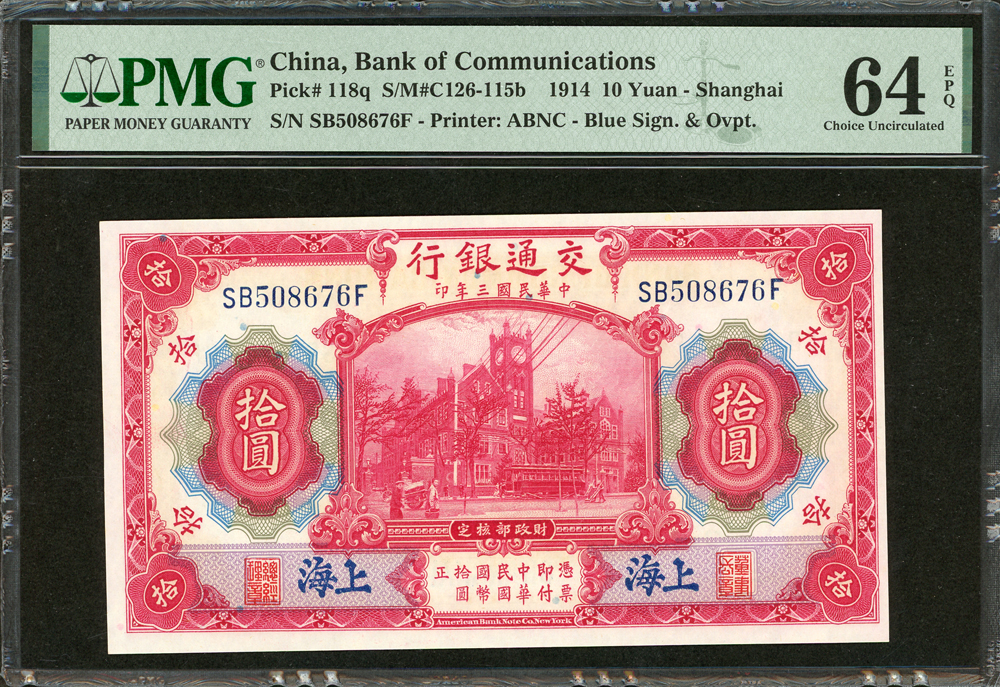 PMG® 
PAPER MONEY GUARANTY
China, Bank of Communications
Pick# 118q S/M#C126-115b 1914 10 Yuan - Shanghai
S/N SB508676F - Printer: ABNC - Blue Sign. & Ovpt.
64 EPQ
Choice Uncirculated
交通銀行
中華民國三年印
SB508676F
SB508676F
拾
拾
拾
拾
拾圓
拾圓
拾
拾
財政部核定
上海
上海
憑票即付中華民國國幣拾圓正
拾
拾
American Bank Note Co. New York